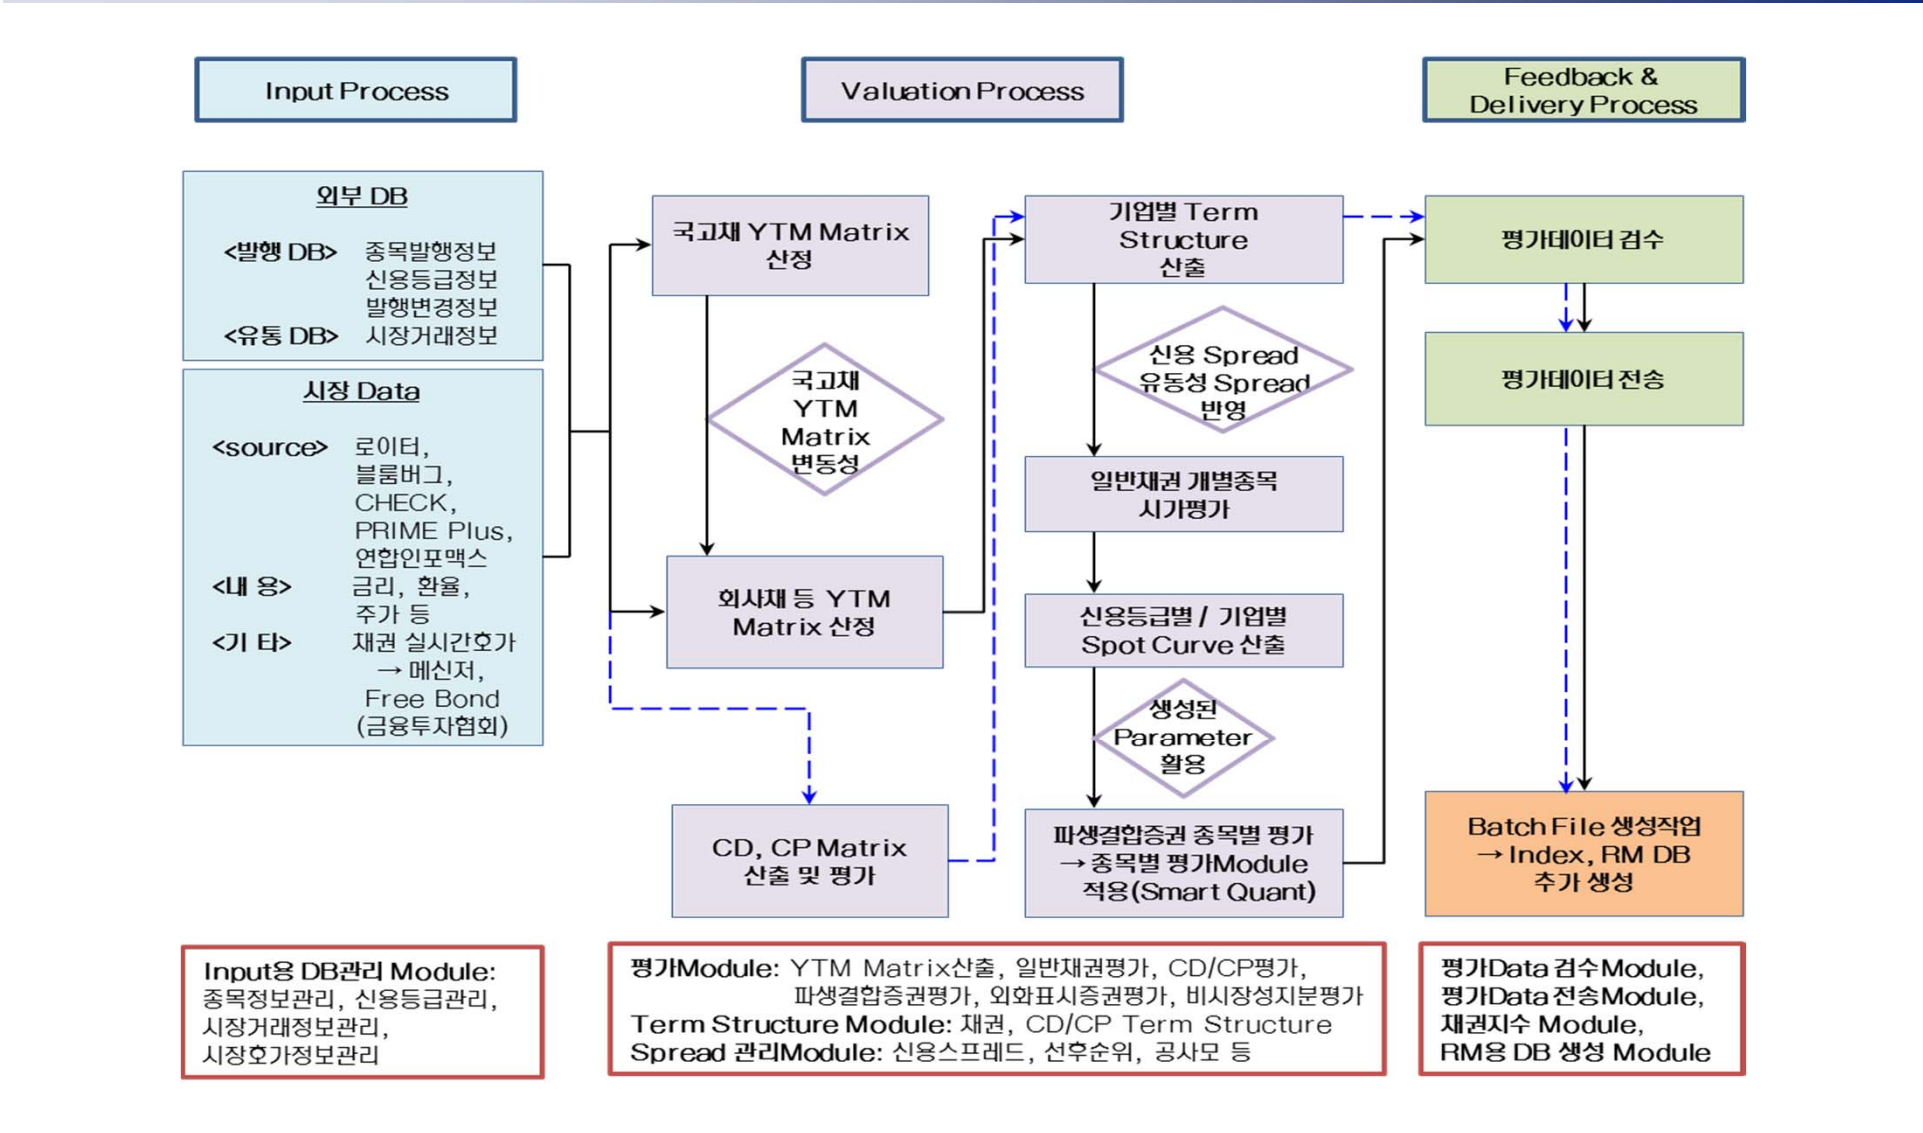 Input Process
Valuation Process
Feedback &
Delivery Process
외부 DB
<발행 DB> 종목발행정보
신용등급정보
발행변경정보
<유통 DB> 시장거래정보
시장 Data
<source> 로이터,
블룸버그,
CHECK,
PRIME Plus,
연합인포맥스
<내 용> 금리, 환율,
주가 등
<기 타> 채권 실시간호가
→ 메신저,
Free Bond
(금융투자협회)
국고채 YTM Matrix
산정
국고채
YTM
Matrix
변동성
회사채 등 YTM
Matrix 산정
CD, CP Matrix
산출 및 평가
기업별 Term
Structure
산출
신용 Spread
유동성 Spread
반영
일반채권 개별종목
시가평가
신용등급별 / 기업별
Spot Curve 산출
생성된
Parameter
활용
파생결합증권 종목별 평가
→ 종목별 평가Module
적용(Smart Quant)
평가데이터 검수
평가데이터 전송
Batch File 생성작업
→ Index, RM DB
추가 생성
Input용 DB관리 Module:
종목정보관리, 신용등급관리,
시장거래정보관리,
시장호가정보관리
평가Module: YTM Matrix산출, 일반채권평가, CD/CP평가,
파생결합증권평가, 외화표시증권평가, 비시장성지분평가
Term Structure Module: 채권, CD/CP Term Structure
Spread 관리Module: 신용스프레드, 선후순위, 공사모 등
평가Data 검수Module,
평가Data 전송Module,
채권지수 Module,
RM용 DB 생성 Module